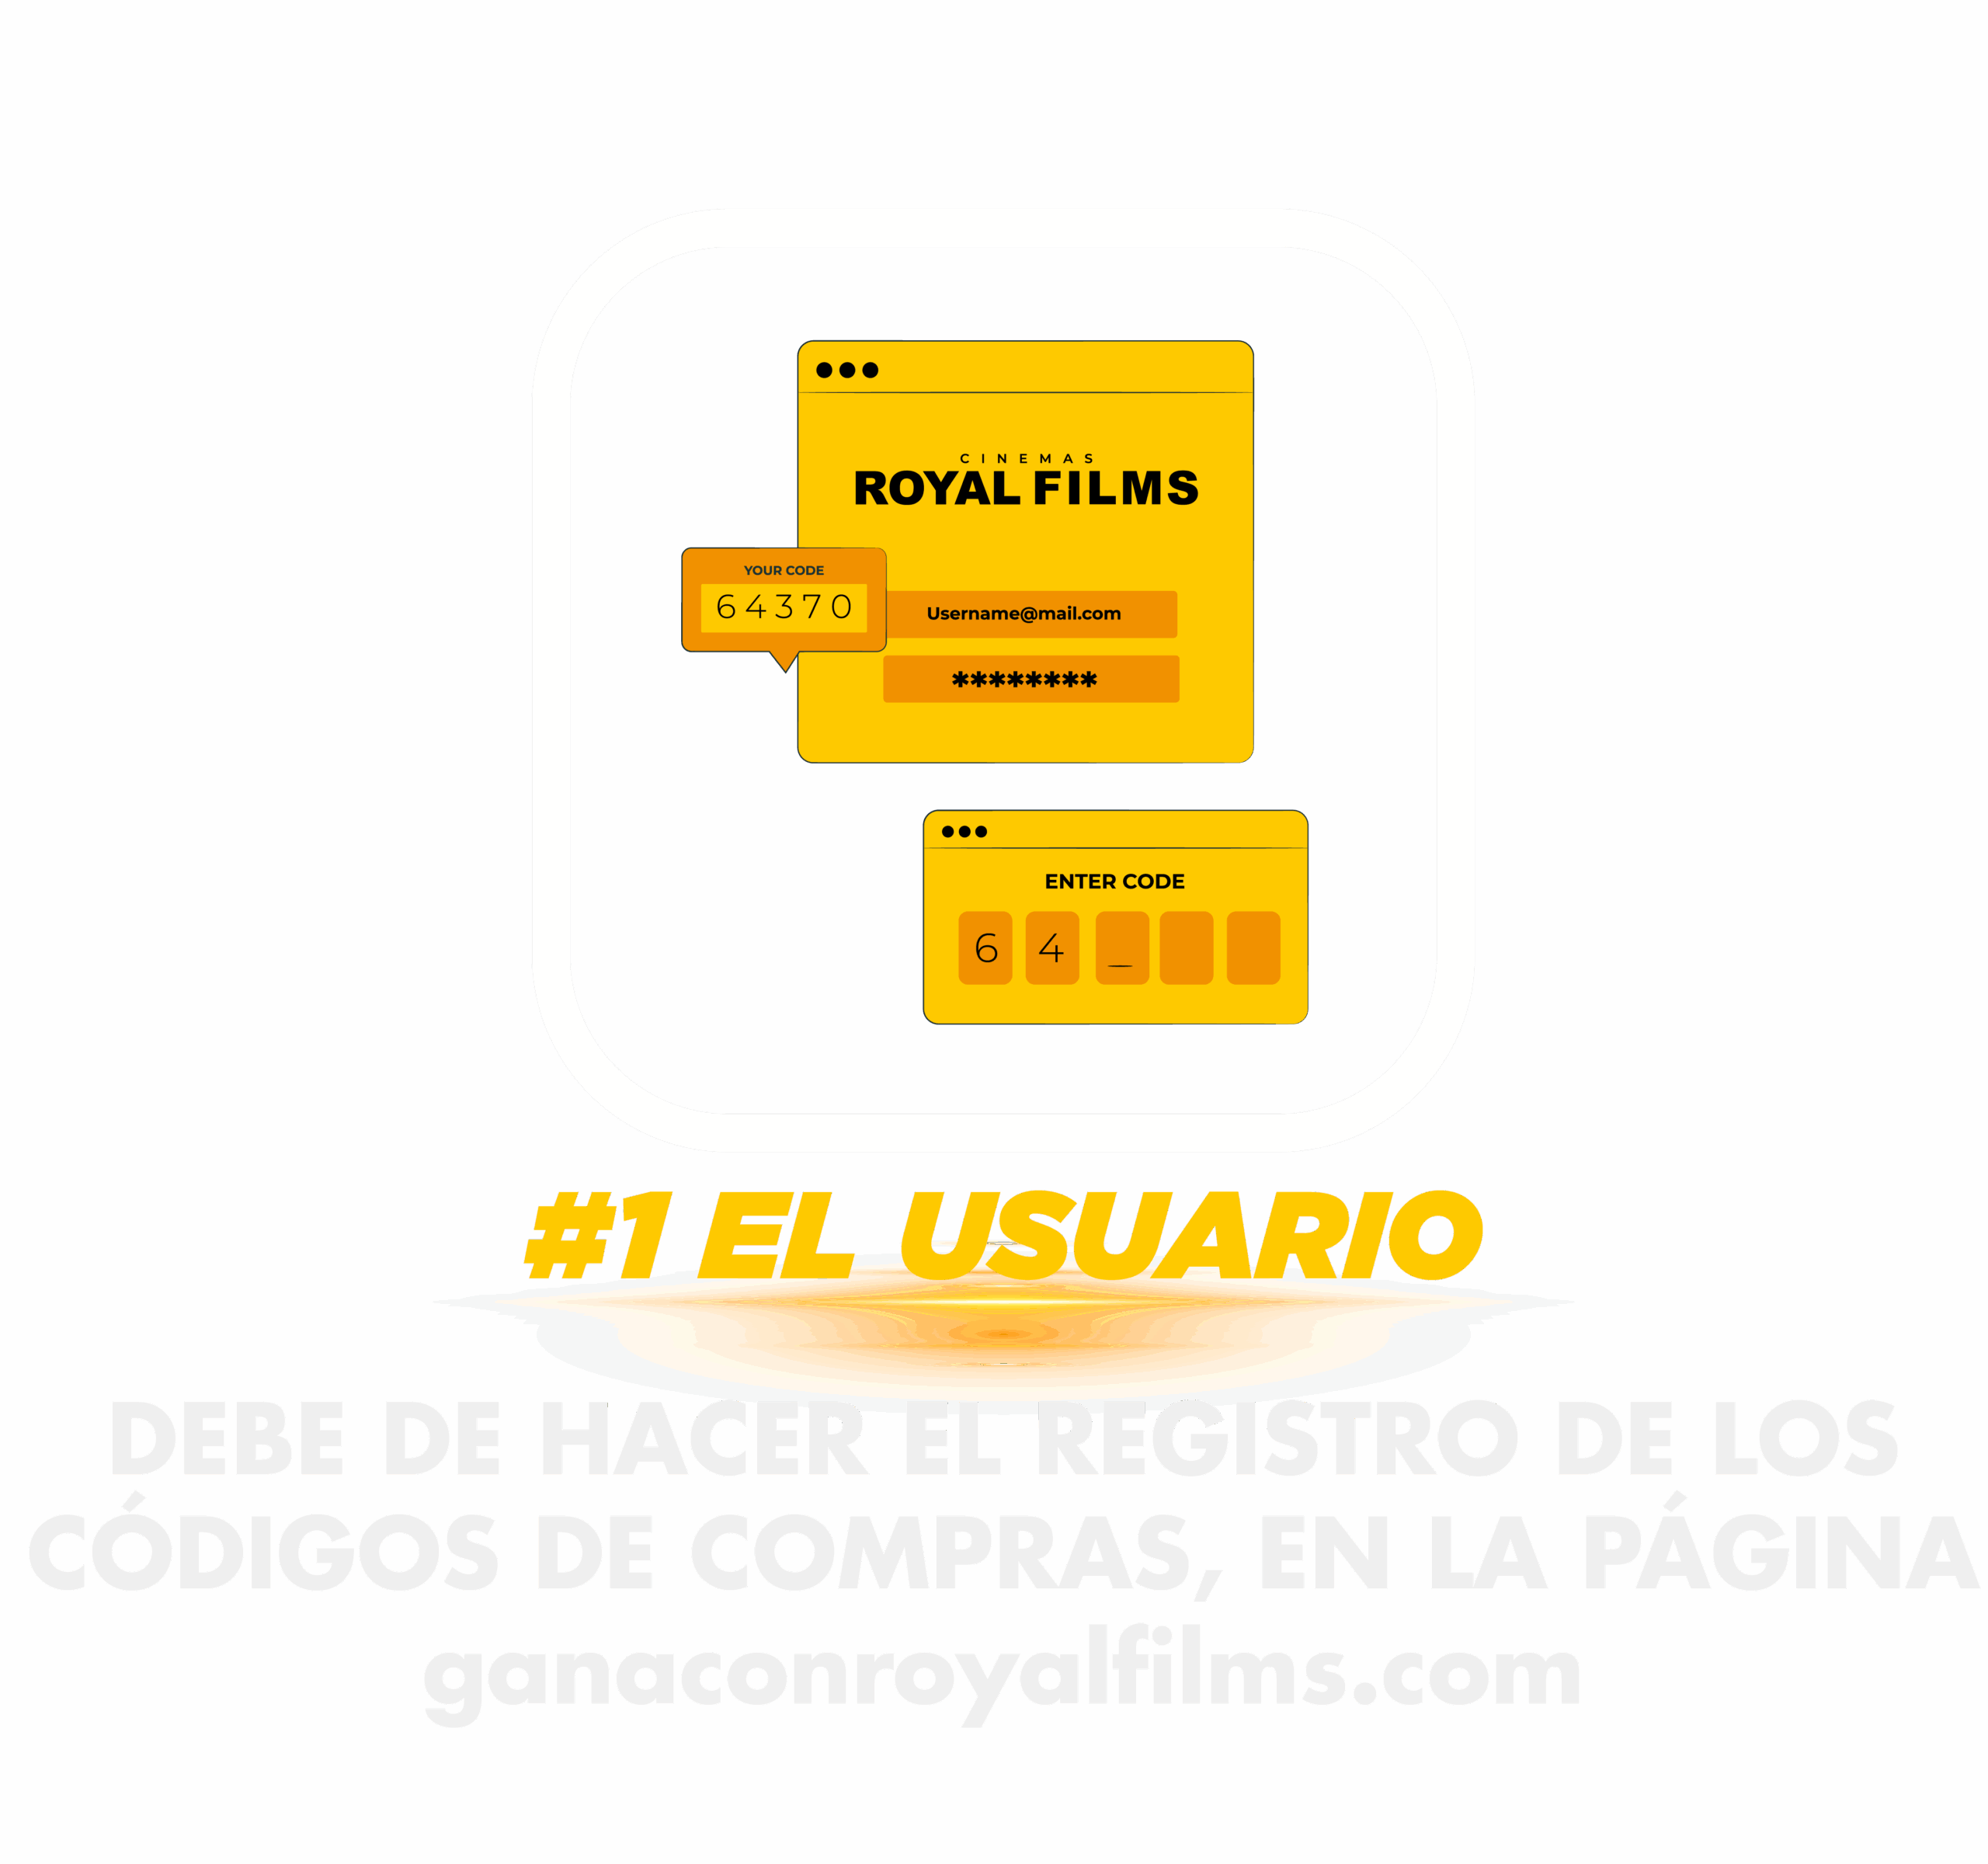 CINEMAS
ROYAL FILMS
YOUR CODE
64370
Username@mail.com
********
ENTER CODE
6 4 _
#1 EL USUARIO
DEBE DE HACER EL REGISTRO DE LOS
CÓDIGOS DE COMPRAS, EN LA PÁGINA
ganaconroyalfilms.com